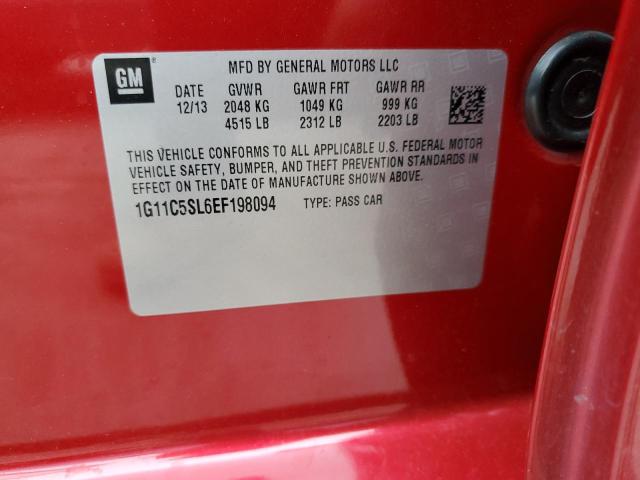 GM
MFD BY GENERAL MOTORS LLC
DATE GVWR GAWR FRT GAWR RR
12/13 2048 KG 1049 KG 999 KG
4515 LB 2312 LB 2203 LB
THIS VEHICLE CONFORMS TO ALL APPLICABLE U.S. FEDERAL MOTOR
VEHICLE SAFETY, BUMPER, AND THEFT PREVENTION STANDARDS IN
EFFECT ON THE DATE OF MANUFACTURE SHOWN ABOVE.
1G11C5SL6EF198094 TYPE: PASS CAR